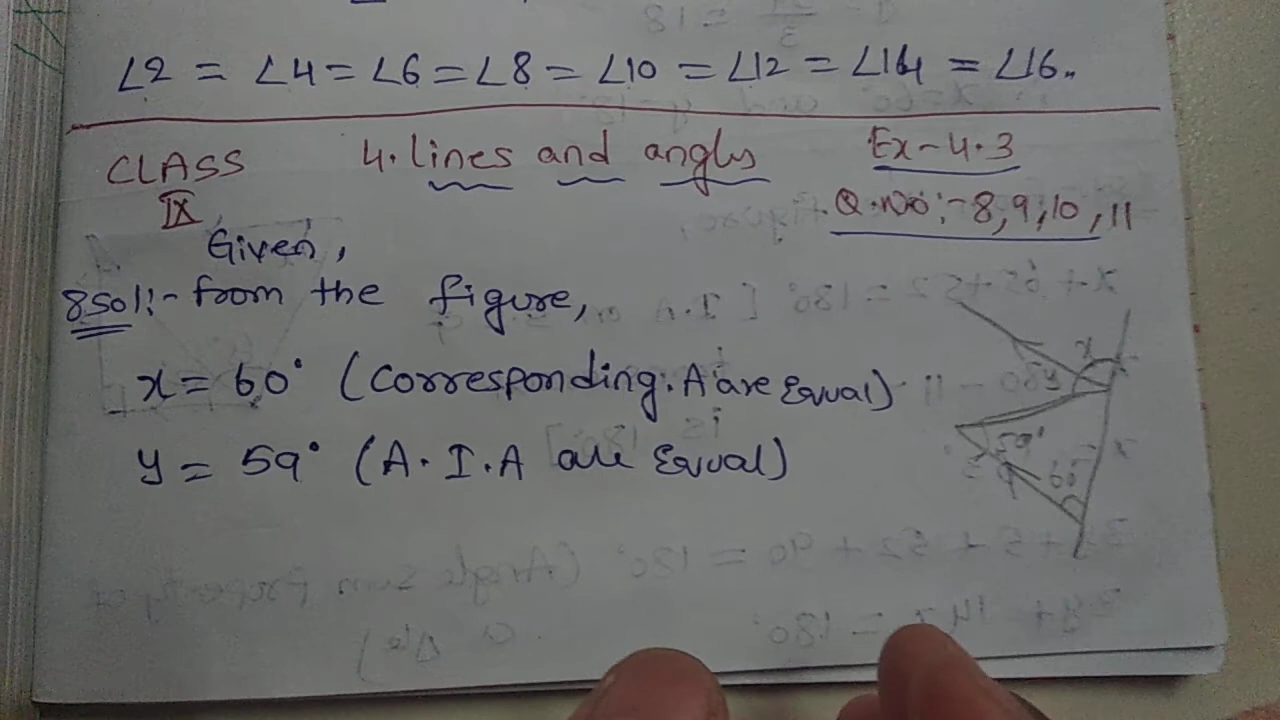 ∠2 = ∠4 = ∠6 = ∠8 = ∠10 = ∠12 = ∠14 = ∠16.
CLASS IX
4. lines and angls
Ex-4.3
Q.No:- 8,9,10,11
Given,
8sol:- from the figure,
x = 60° (corresponding. A are Equal)
y = 59° (A.I.A are Equal)
x
59°
60°